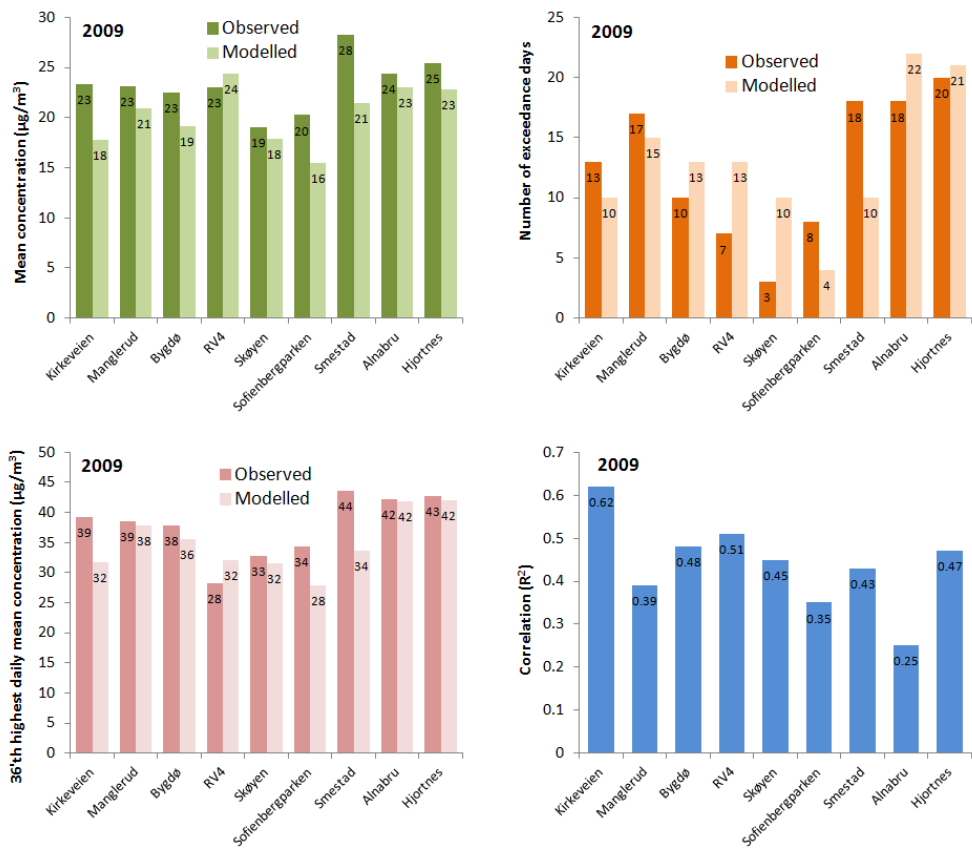 2009
Observed
Modelled
Mean concentration (µg/m³)
30
25
20
15
10
5
0
23 18 23 21 23 19 23 24 19 18 20 16 28 21 24 23 25 23
Kirkeveien Manglerud Bygdø RV4 Skøyen Sofienbergparken Smestad Alnabru Hjortnes
2009
Observed
Modelled
Number of exceedance days
25
20
15
10
5
0
13 10 17 15 10 13 7 13 3 10 8 4 18 10 18 22 20 21
Kirkeveien Manglerud Bygdø RV4 Skøyen Sofienbergparken Smestad Alnabru Hjortnes
2009
Observed
Modelled
36'th highest daily mean concentration (µg/m³)
50
45
40
35
30
25
20
15
10
5
0
39 32 39 38 38 36 28 32 33 32 34 28 44 34 42 42 43 42
Kirkeveien Manglerud Bygdø RV4 Skøyen Sofienbergparken Smestad Alnabru Hjortnes
2009
Correlation (R²)
0.7
0.6
0.5
0.4
0.3
0.2
0.1
0
0.62 0.39 0.48 0.51 0.45 0.35 0.43 0.25 0.47
Kirkeveien Manglerud Bygdø RV4 Skøyen Sofienbergparken Smestad Alnabru Hjortnes